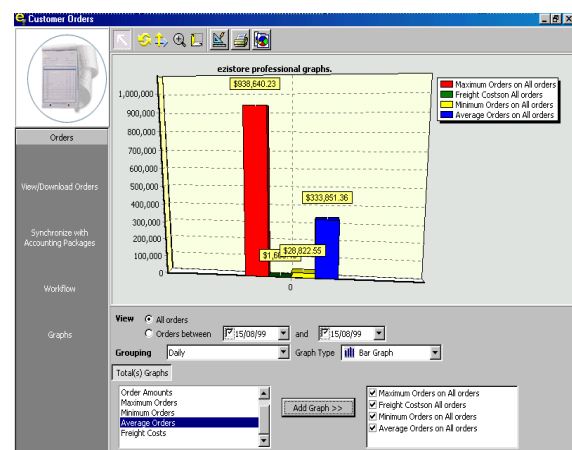 Customer Orders
ezistore professional graphs.
$938,640.23
Maximum Orders on All orders
Freight Costson All orders
Minimum Orders on All orders
Average Orders on All orders
1,000,000
900,000
800,000
700,000
600,000
500,000
400,000
300,000
200,000
100,000
0
$333,851.36
$28,822.55
0
Orders
View/Download Orders
Synchronize with
Accounting Packages
Workflow
Graphs
View All orders
Orders between 15/08/99 and 15/08/99
Grouping Daily Graph Type Bar Graph
Total(s) Graphs
Order Amounts
Maximum Orders
Minimum Orders
Average Orders
Freight Costs
Add Graph >>
Maximum Orders on All orders
Freight Costson All orders
Minimum Orders on All orders
Average Orders on All orders